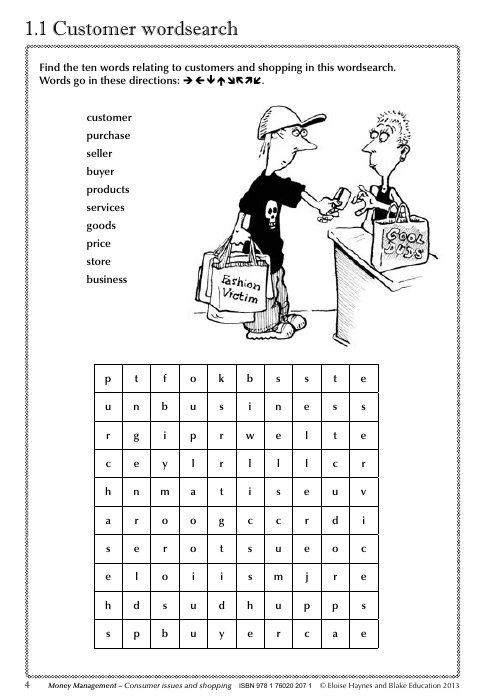 1.1 Customer wordsearch
Find the ten words relating to customers and shopping in this wordsearch.
Words go in these directions: ➔ ← ↓ ↑ ↘ ↖ ↗ ↙.
customer
purchase
seller
buyer
products
services
goods
price
store
business
Fashion
Victim
p t f o k b s s t e
u n b u s i n e s s
r g i p r w e l t e
c e y l r l l l c r
h n m a t i s e u v
a r o o g c c r d i
s e r o t s u e o c
e l o i i s m j r e
h d s u d h u p p s
s p b u y e r c a e
4 Money Management – Consumer issues and shopping ISBN 978 1 76020 207 1 © Eloise Haynes and Blake Education 2013